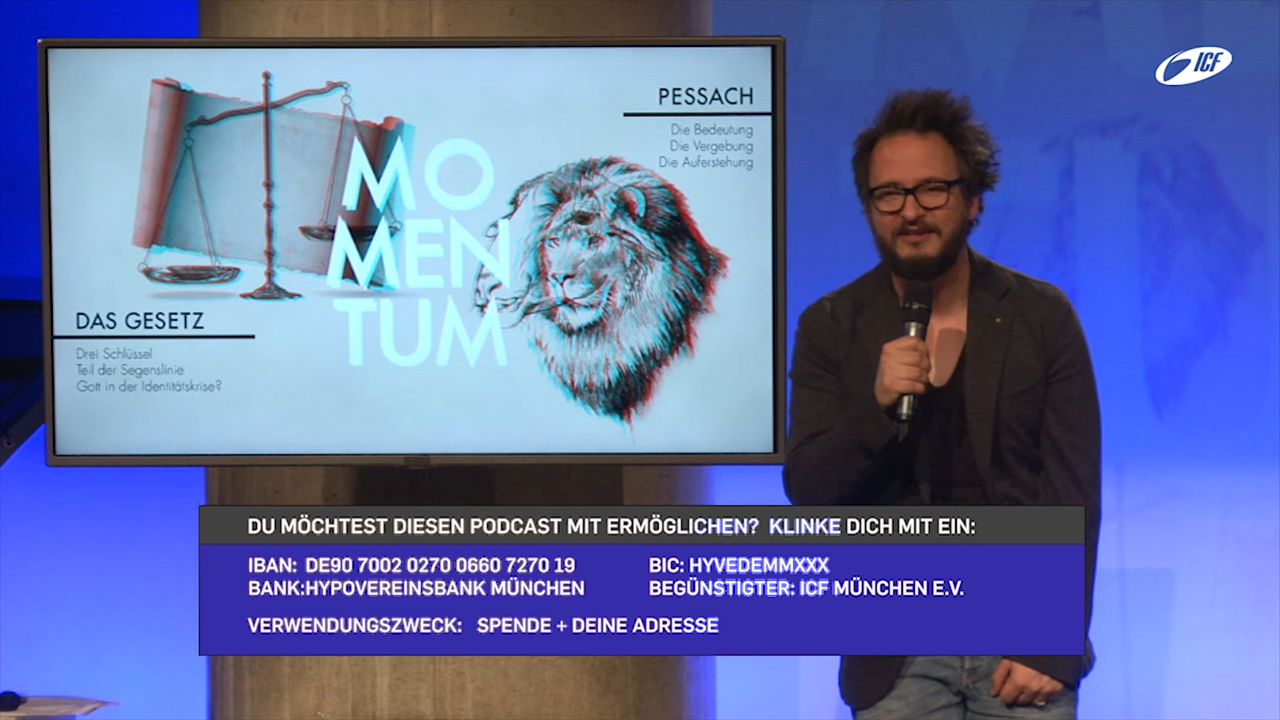 ICF
PESSACH
Die Bedeutung
Die Vergebung
Die Auferstehung
MO
MEN
TUM
DAS GESETZ
Drei Schlüssel
Teil der Segenslinie
Gott in der Identitätskrise?
DU MÖCHTEST DIESEN PODCAST MIT ERMÖGLICHEN? KLINKE DICH MIT EIN:
IBAN: DE90 7002 0270 0660 7270 19
BIC: HYVEDEMMXXX
BANK:HYPOVEREINSBANK MÜNCHEN
BEGÜNSTIGTER: ICF MÜNCHEN E.V.
VERWENDUNGSZWECK: SPENDE + DEINE ADRESSE